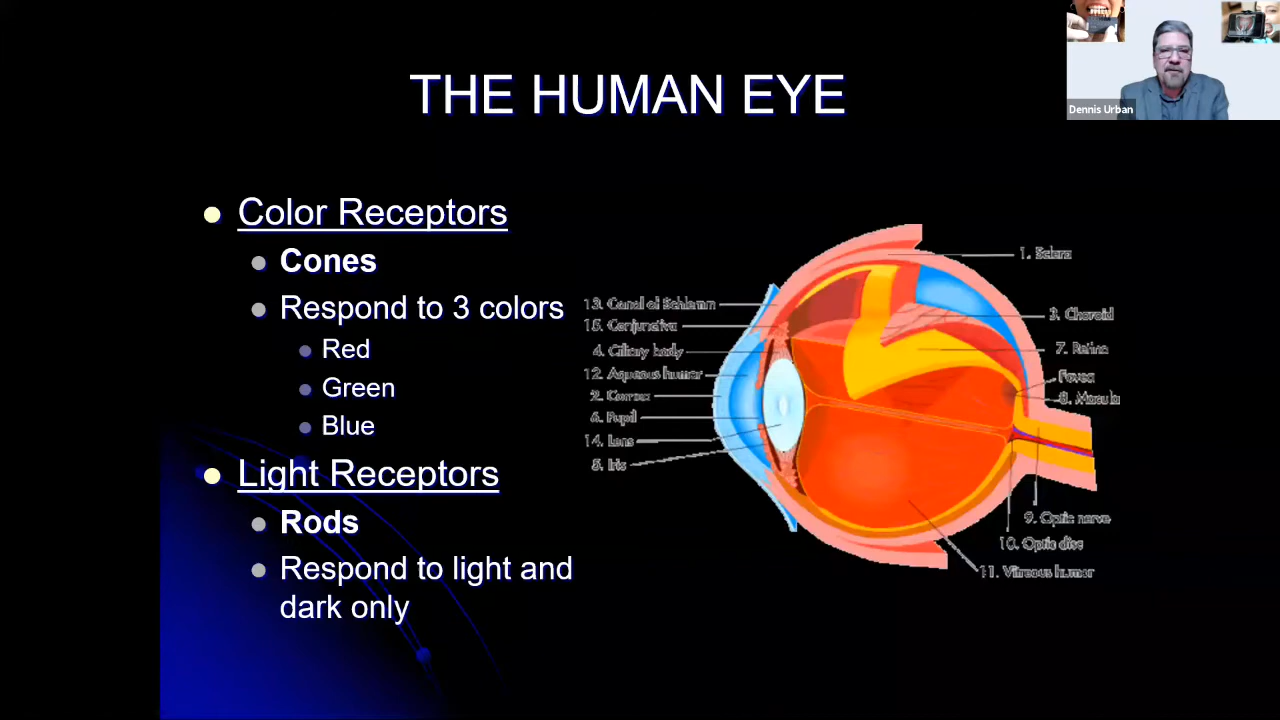 THE HUMAN EYE
Dennis Urban
Color Receptors
Cones
Respond to 3 colors
Red
Green
Blue
Light Receptors
Rods
Respond to light and
dark only
13. Canal of Schlemn
15. Conjunctiva
4. Ciliary body
12. Aqueous humor
2. Cornea
6. Pupil
14. Lens
5. Iris
1. Sclera
3. Choroid
7. Retina
Fovea
8. Macula
9. Optic nerve
10. Optic disc
11. Vitreous humor